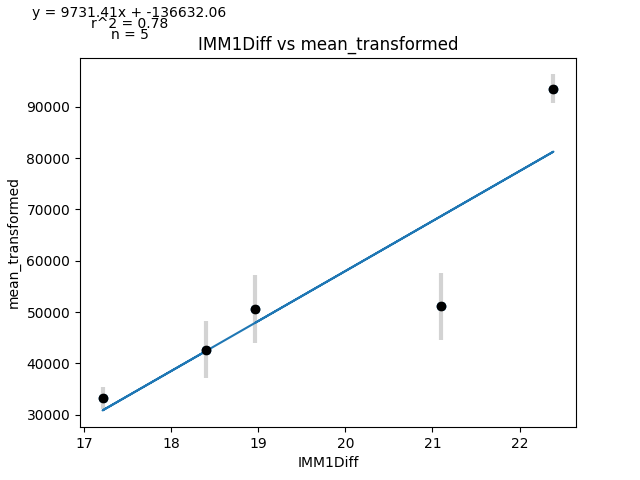 y = 9731.41x + -136632.06
r^2 = 0.78
n = 5
IMM1Diff vs mean_transformed
mean_transformed
90000
80000
70000
60000
50000
40000
30000
17 18 19 20 21 22
IMM1Diff